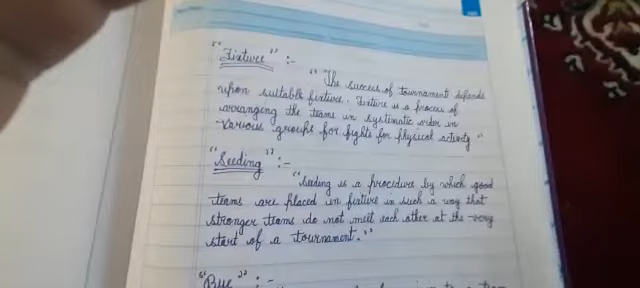 "Fixture" :-
"The success of tournament depends
upon suitable fixture. Fixture is a process of
arranging the teams in systematic order in
various groups for fights for physical activity"
"Seeding" :-
"Seeding is a procedure by which good
teams are placed in fixture in such a way that
stronger teams do not meet each other at the very
start of a tournament."
"Bye" :-